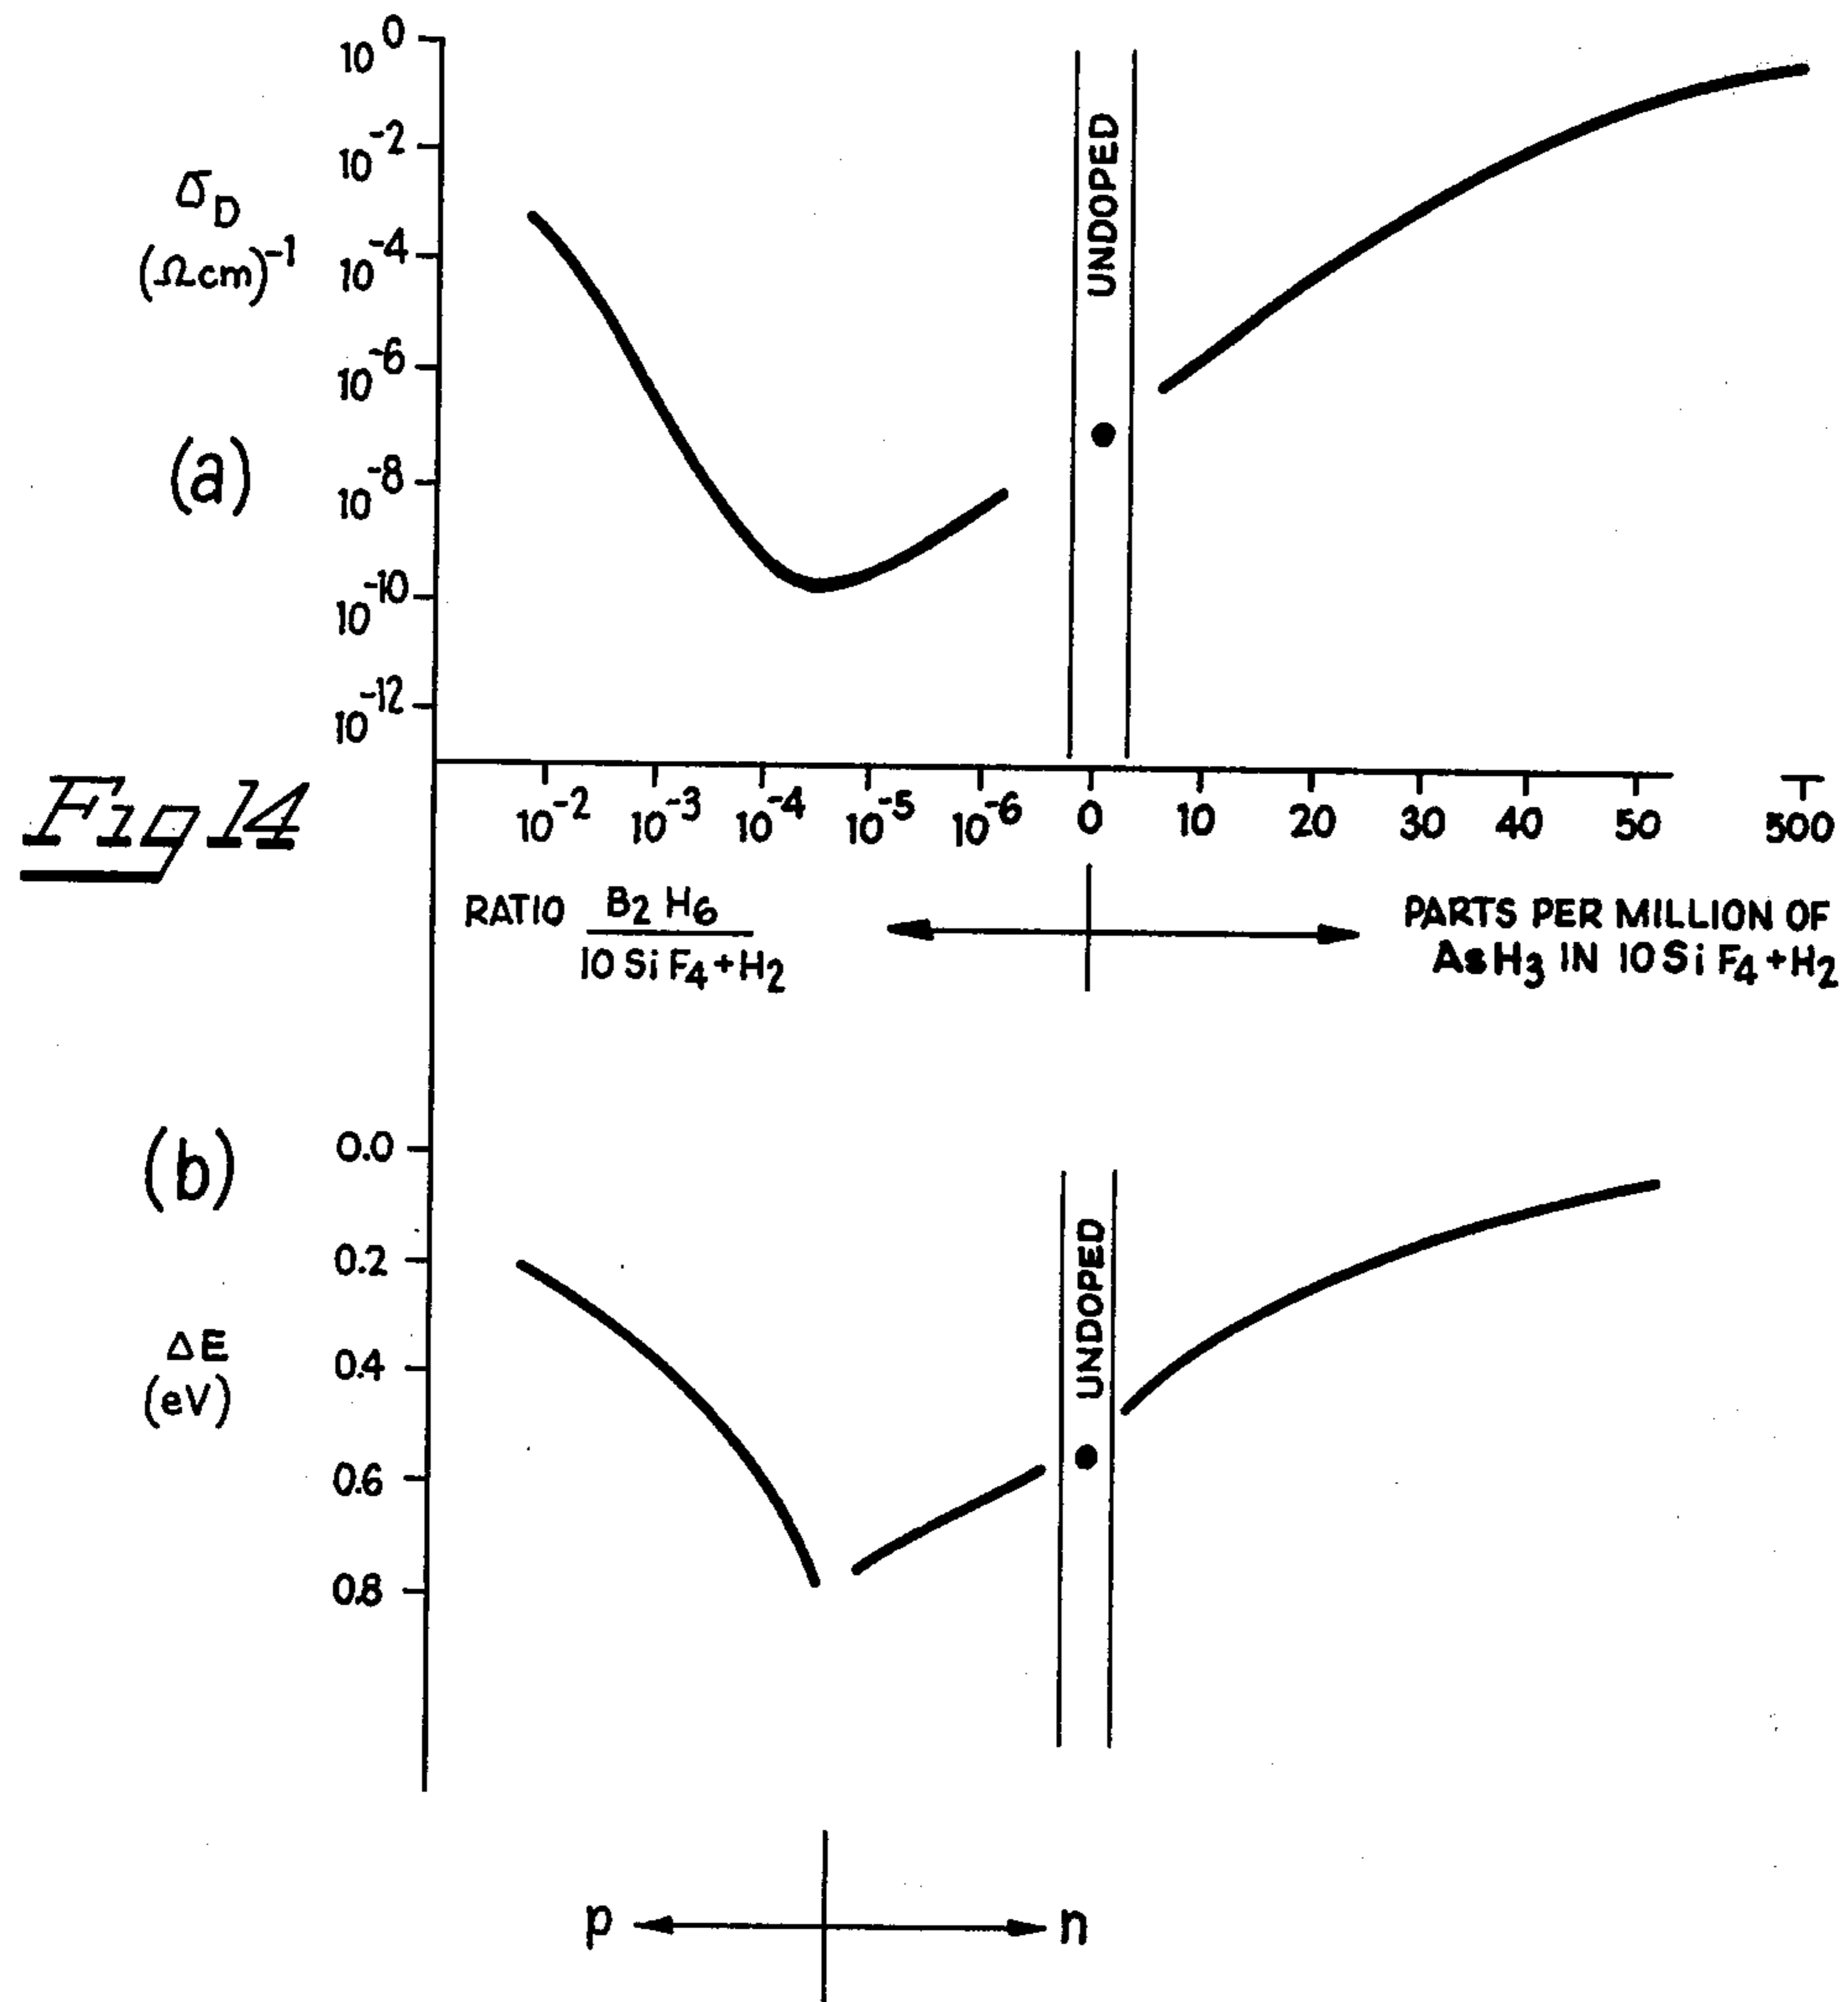 10^0
10^-2
10^-4
10^-6
10^-8
10^-10
10^-12
σD
(Ωcm)^-1
(a)
UNDOPED
Fig 14
10^-2 10^-3 10^-4 10^-5 10^-6 0 10 20 30 40 50 500
RATIO B2H6
10 SiF4+H2
PARTS PER MILLION OF
AsH3 IN 10 SiF4+H2
(b)
0.0
0.2
0.4
0.6
0.8
ΔE
(eV)
UNDOPED
p n